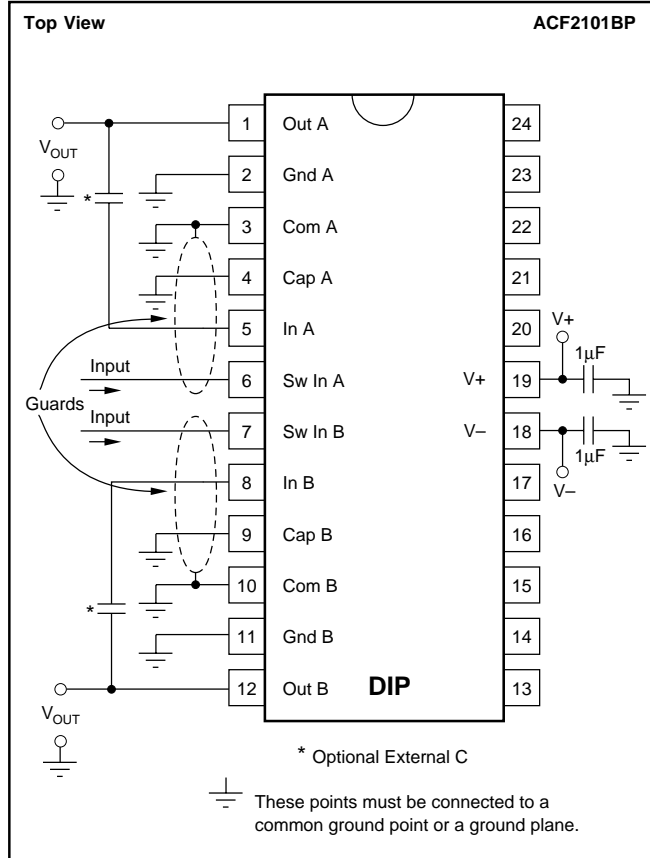 Top View ACF2101BP
1 Out A 24
V_OUT
2 Gnd A 23
*
3 Com A 22
4 Cap A 21
5 In A 20
V+
1µF
Input
6 Sw In A V+ 19
Guards
Input
7 Sw In B V– 18
1µF
8 In B 17
V–
9 Cap B 16
10 Com B 15
*
11 Gnd B 14
12 Out B DIP 13
V_OUT
* Optional External C
These points must be connected to a
common ground point or a ground plane.